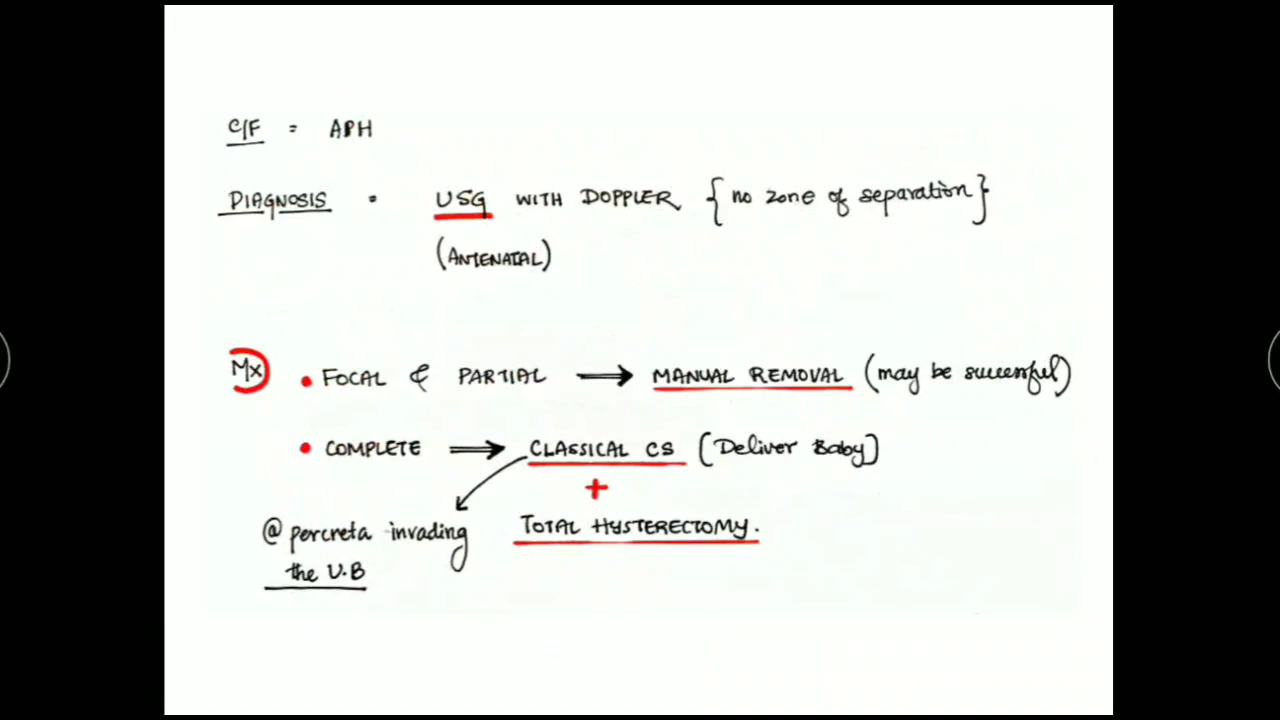 C/F = APH
DIAGNOSIS = USG WITH DOPPLER {no zone of separation}
(ANTENATAL)
Mx • FOCAL & PARTIAL ⟹ MANUAL REMOVAL (may be successful)
• COMPLETE ⟹ CLASSICAL CS (Deliver Baby)
+
@ percreta invading TOTAL HYSTERECTOMY.
the U.B